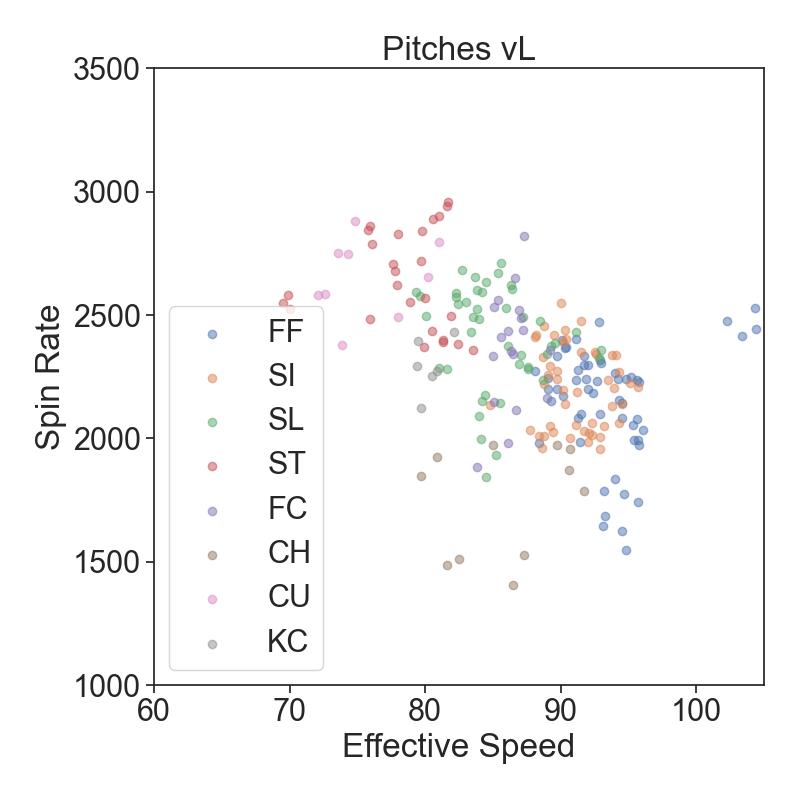 Pitches vL
3500
3000
2500
2000
1500
1000
Spin Rate
FF
SI
SL
ST
FC
CH
CU
KC
60
70
80
90
100
Effective Speed